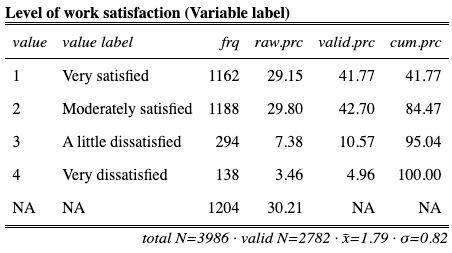 Level of work satisfaction (Variable label)
value value label frq raw.prc valid.prc cum.prc
1 Very satisfied 1162 29.15 41.77 41.77
2 Moderately satisfied 1188 29.80 42.70 84.47
3 A little dissatisfied 294 7.38 10.57 95.04
4 Very dissatisfied 138 3.46 4.96 100.00
NA NA 1204 30.21 NA NA
total N=3986 · valid N=2782 · x̄=1.79 · σ=0.82